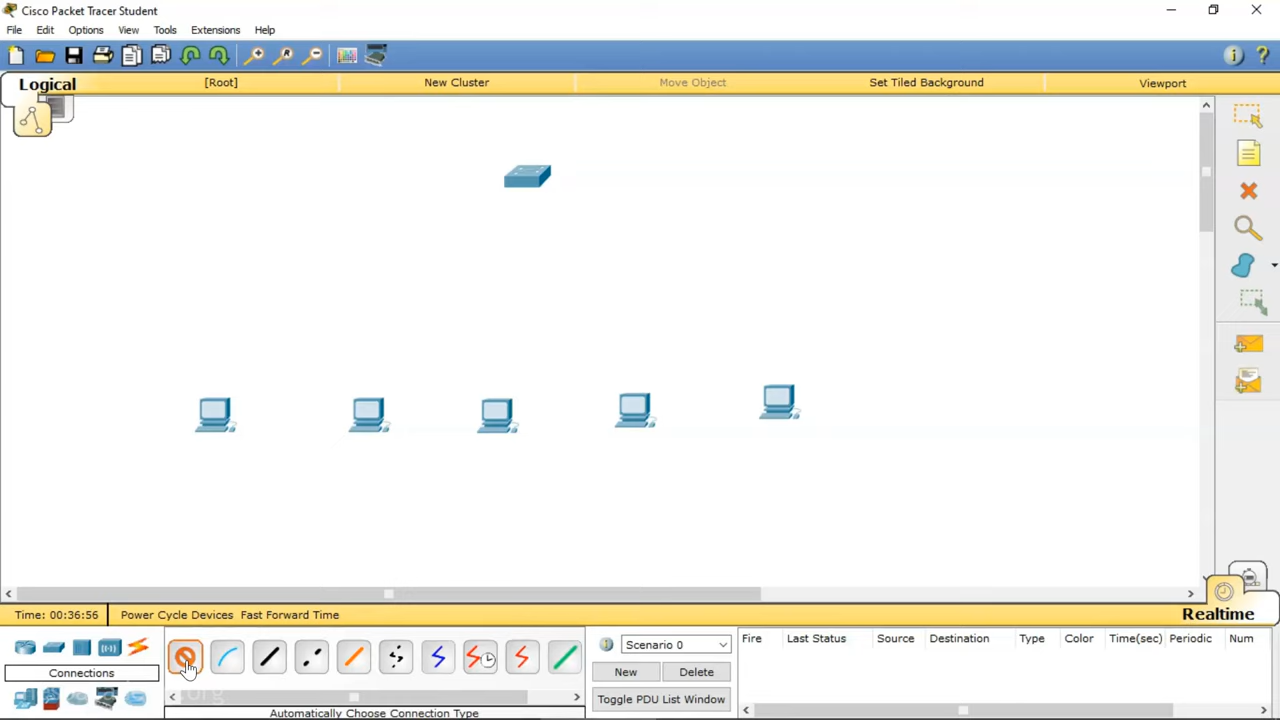 Cisco Packet Tracer Student
File Edit Options View Tools Extensions Help
Logical [Root] New Cluster Move Object Set Tiled Background Viewport
Time: 00:36:56 Power Cycle Devices Fast Forward Time Realtime
Scenario 0 Fire Last Status Source Destination Type Color Time(sec) Periodic Num
Connections New Delete
Toggle PDU List Window
Automatically Choose Connection Type